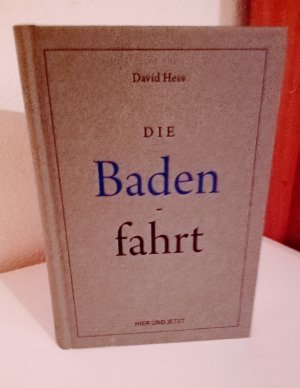 David Hess
DIE
Baden
-
fahrt
HIER UND JETZT